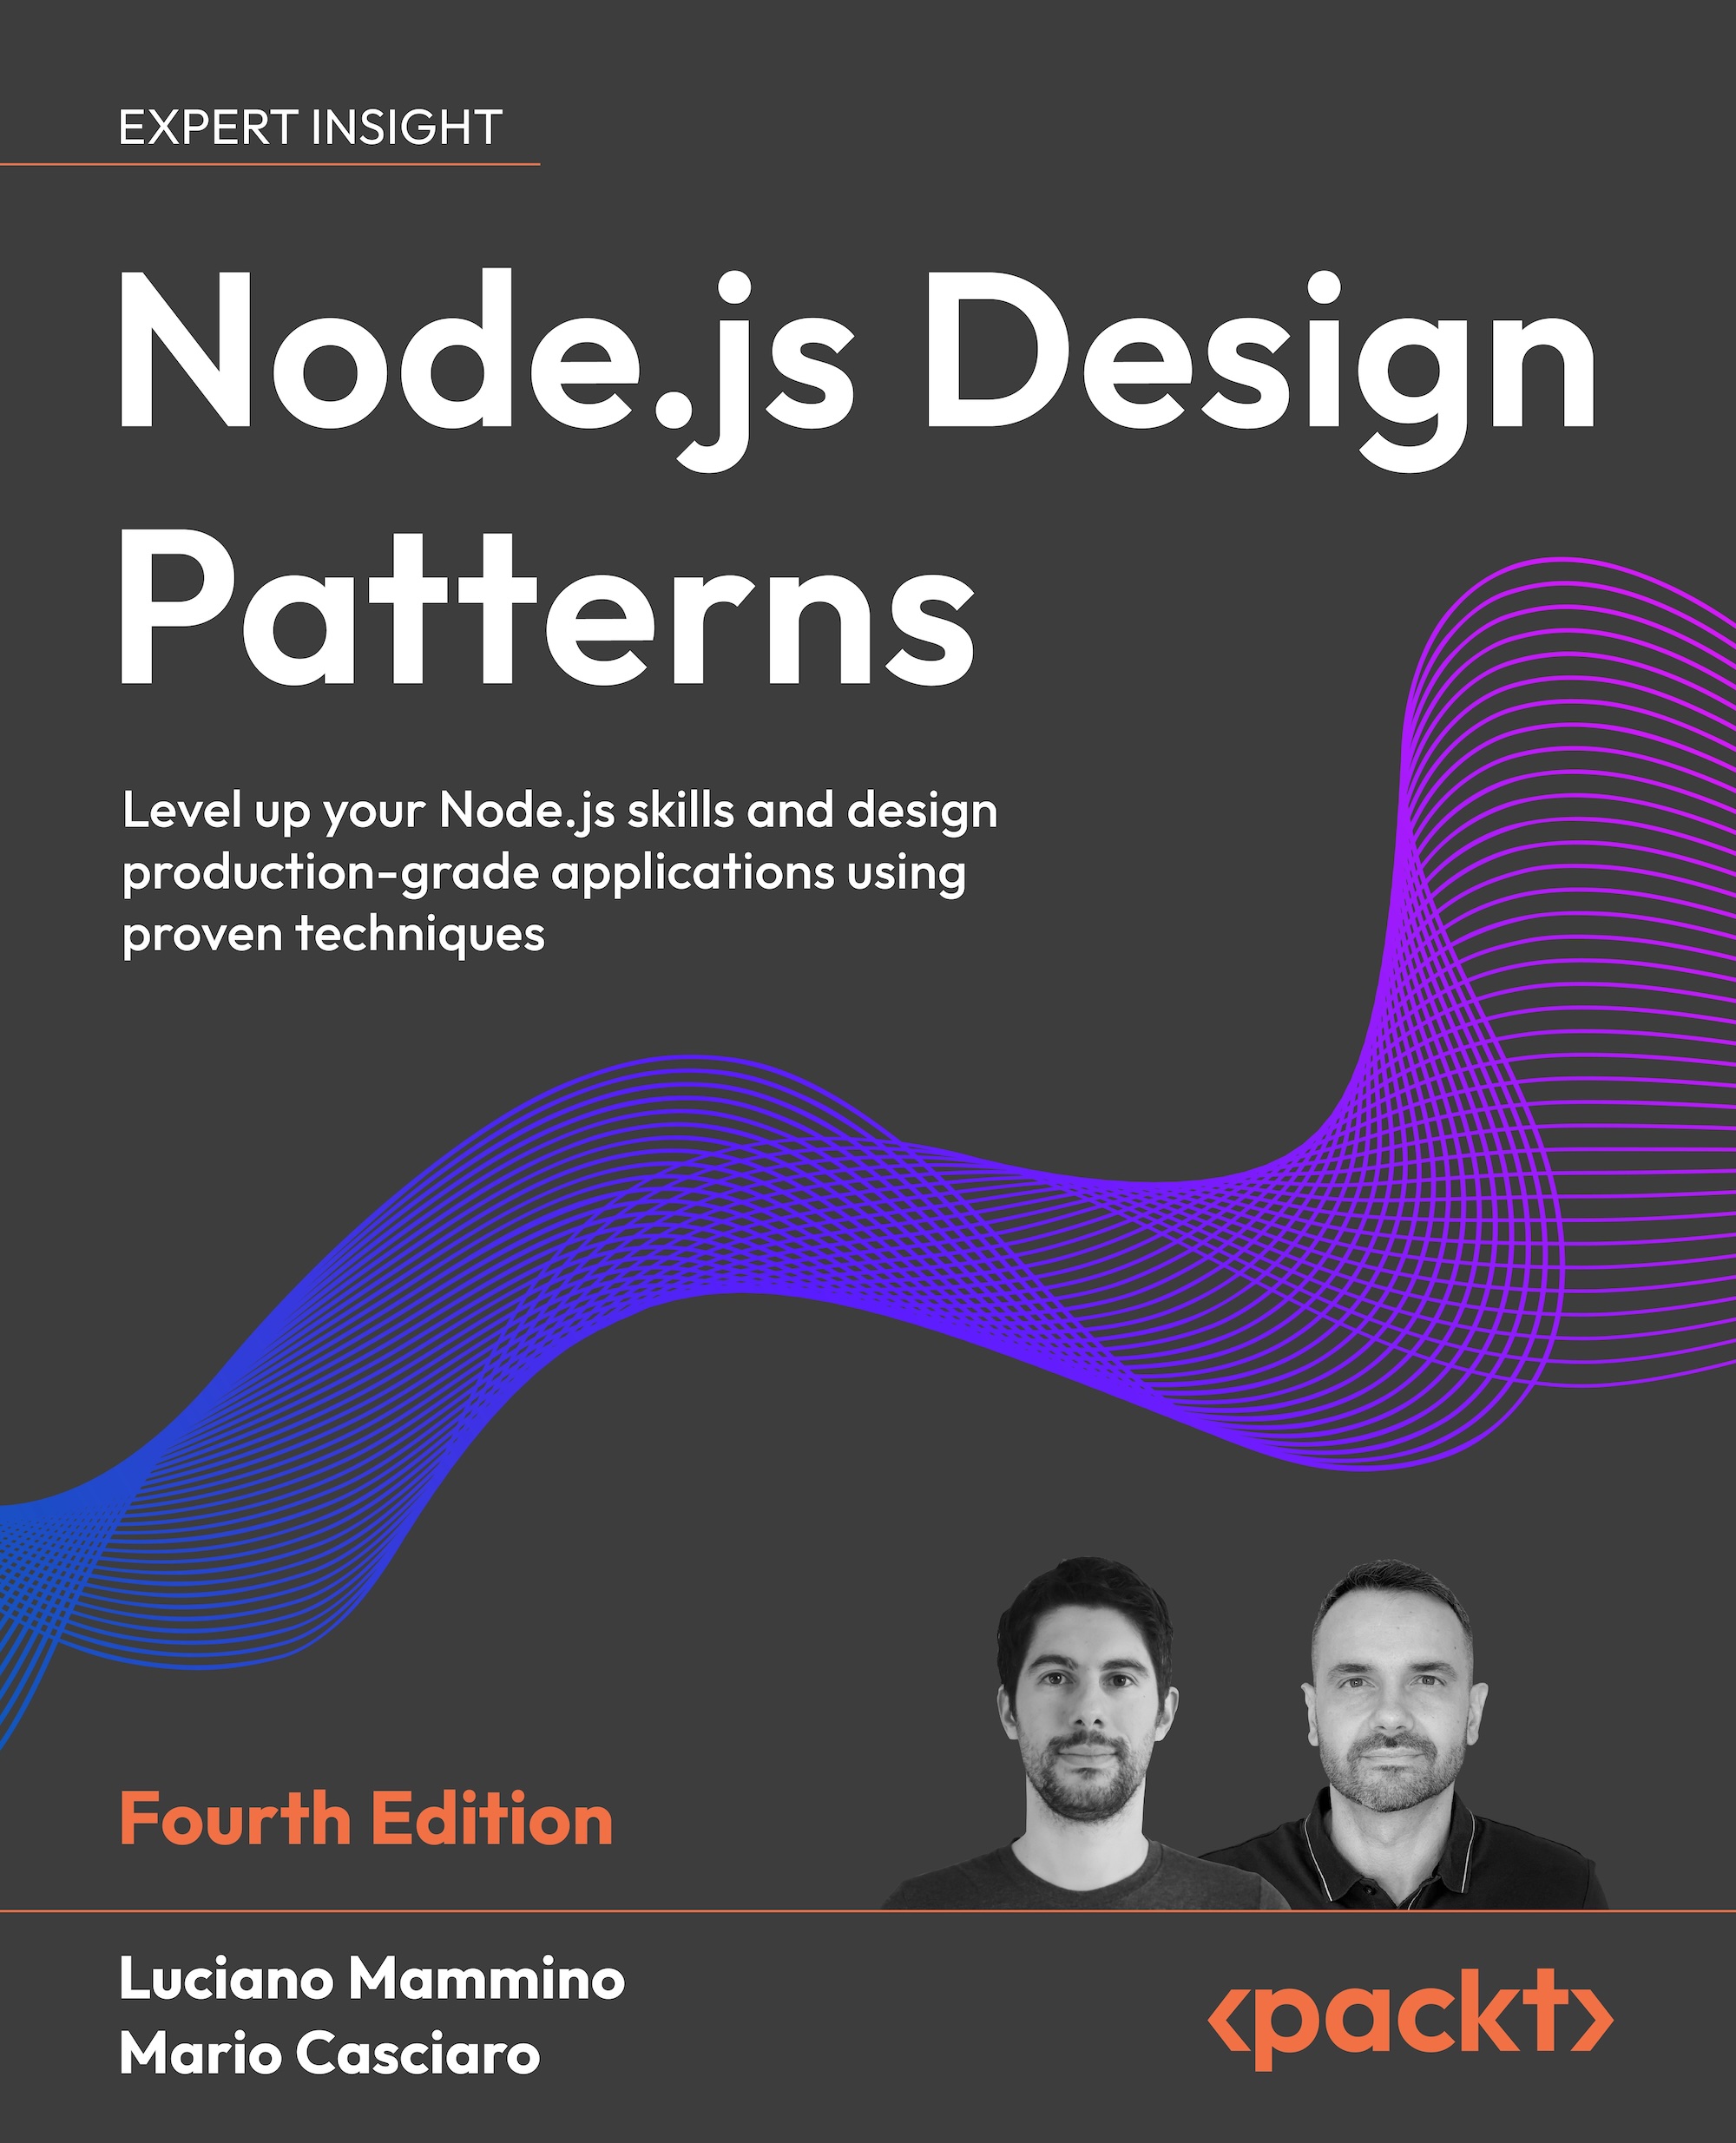 EXPERT INSIGHT
Node.js Design
Patterns
Level up your Node.js skills and design
production-grade applications using
proven techniques
Fourth Edition
Luciano Mammino
Mario Casciaro
<packt>